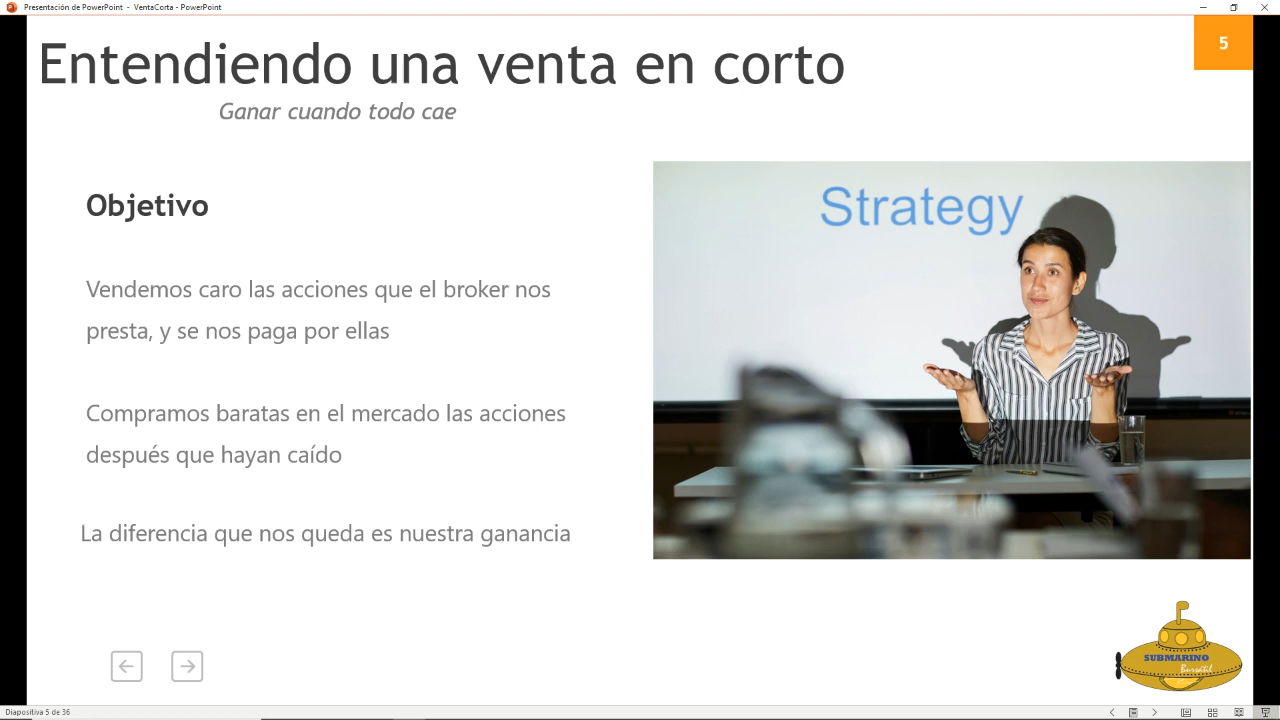 Presentación de PowerPoint - VentaCorta - PowerPoint
Entendiendo una venta en corto
5
Ganar cuando todo cae
Objetivo
Vendemos caro las acciones que el broker nos
presta, y se nos paga por ellas
Compramos baratas en el mercado las acciones
después que hayan caído
La diferencia que nos queda es nuestra ganancia
Strategy
SUBMARINO
Bursátil
Diapositiva 5 de 36